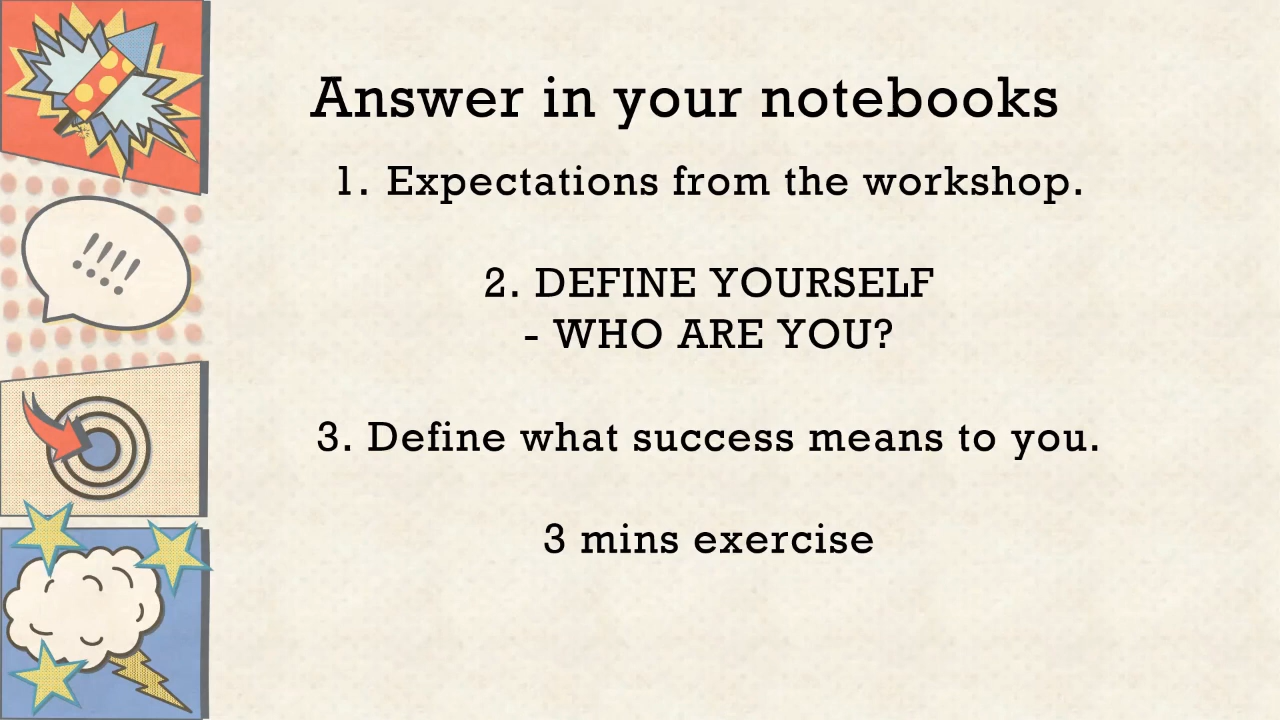 Answer in your notebooks
1. Expectations from the workshop.
2. DEFINE YOURSELF
- WHO ARE YOU?
3. Define what success means to you.
3 mins exercise
!!!!